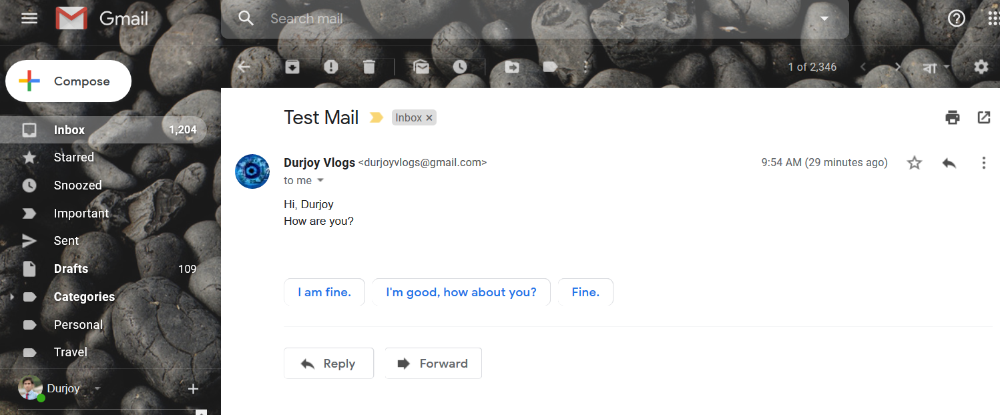 Gmail
Search mail
Compose
1 of 2,346
বা
Inbox 1,204
Starred
Snoozed
Important
Sent
Drafts 109
Categories
Personal
Travel
Durjoy
Test Mail Inbox ×
Durjoy Vlogs <durjoyvlogs@gmail.com> 9:54 AM (29 minutes ago)
to me
Hi, Durjoy
How are you?
I am fine. I'm good, how about you? Fine.
Reply Forward